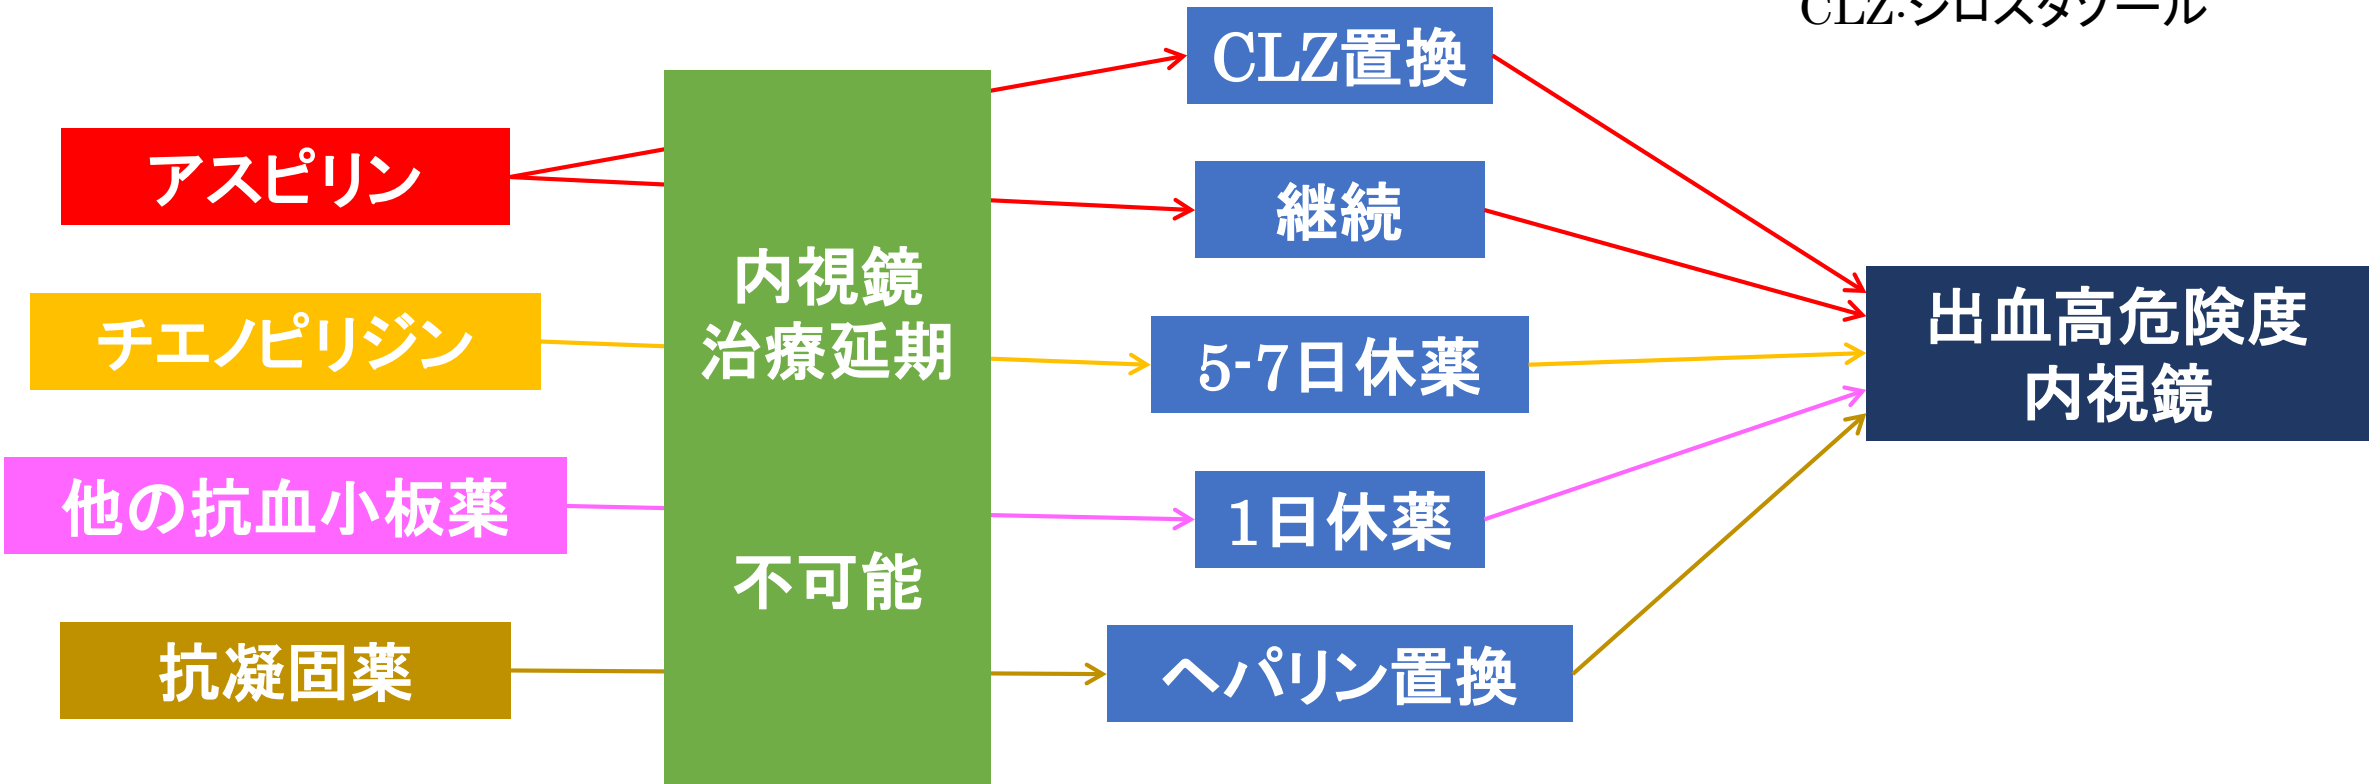 CLZ:シロスタゾール
CLZ置換
アスピリン
継続
内視鏡
治療延期
不可能
出血高危険度
内視鏡
チエノピリジン
5-7日休薬
他の抗血小板薬
1日休薬
抗凝固薬
ヘパリン置換